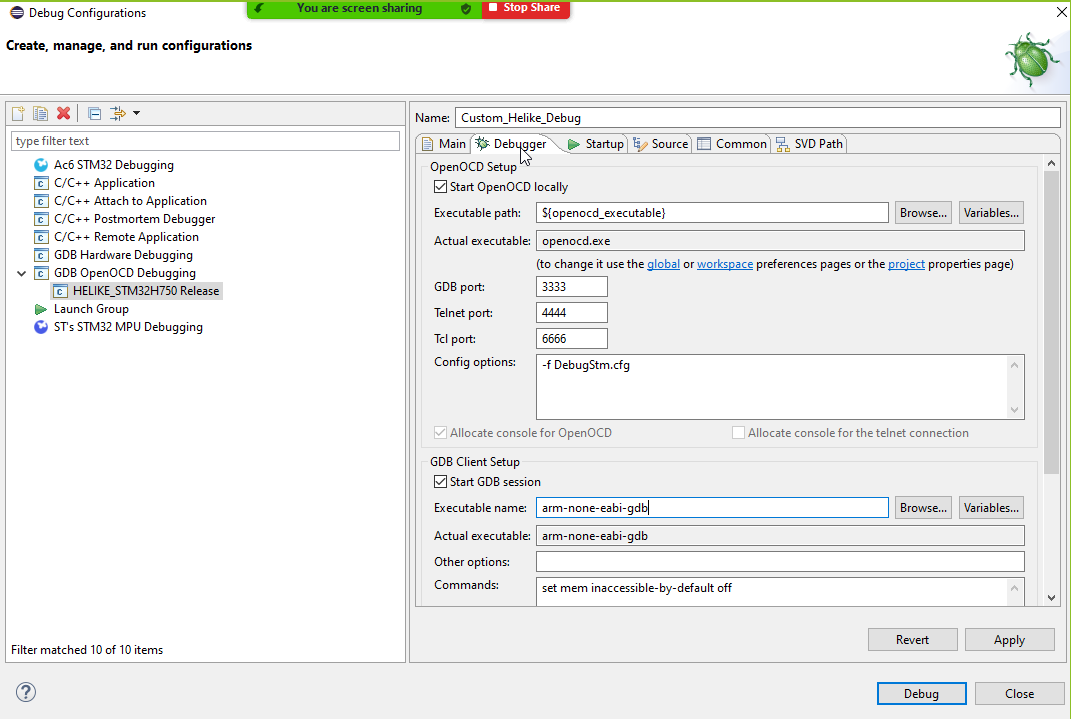 Debug Configurations
You are screen sharing
Stop Share
Create, manage, and run configurations
type filter text
Ac6 STM32 Debugging
C/C++ Application
C/C++ Attach to Application
C/C++ Postmortem Debugger
C/C++ Remote Application
GDB Hardware Debugging
GDB OpenOCD Debugging
HELIKE_STM32H750 Release
Launch Group
ST's STM32 MPU Debugging
Filter matched 10 of 10 items
Name: Custom_Helike_Debug
Main Debugger Startup Source Common SVD Path
OpenOCD Setup
Start OpenOCD locally
Executable path: ${openocd_executable} Browse... Variables...
Actual executable: openocd.exe
(to change it use the global or workspace preferences pages or the project properties page)
GDB port: 3333
Telnet port: 4444
Tcl port: 6666
Config options: -f DebugStm.cfg
Allocate console for OpenOCD Allocate console for the telnet connection
GDB Client Setup
Start GDB session
Executable name: arm-none-eabi-gdb Browse... Variables...
Actual executable: arm-none-eabi-gdb
Other options:
Commands: set mem inaccessible-by-default off
Revert Apply
? Debug Close